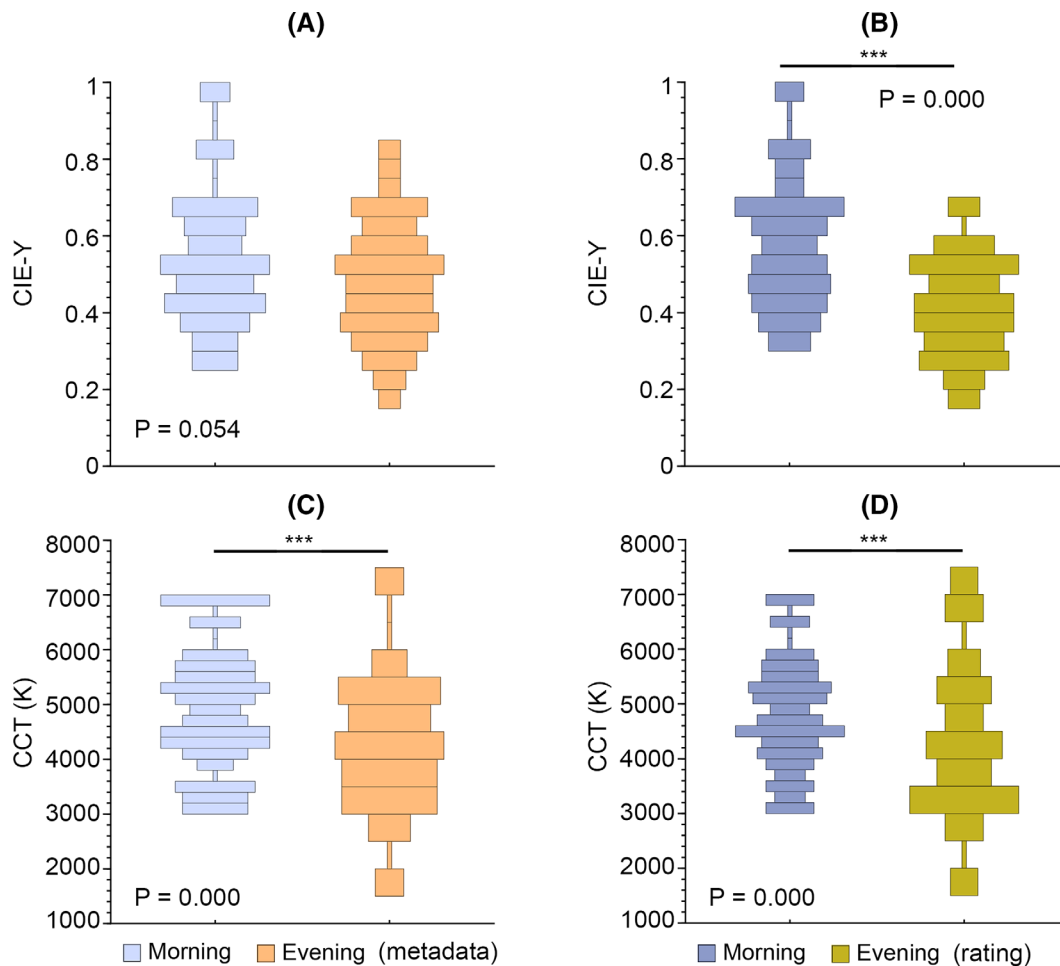 (A)
CIE-Y
1
0.8
0.6
0.4
0.2
0
P = 0.054
(B)
***
P = 0.000
CIE-Y
1
0.8
0.6
0.4
0.2
0
(C)
***
CCT (K)
8000
7000
6000
5000
4000
3000
2000
1000
P = 0.000
Morning Evening (metadata)
(D)
***
CCT (K)
8000
7000
6000
5000
4000
3000
2000
1000
P = 0.000
Morning Evening (rating)